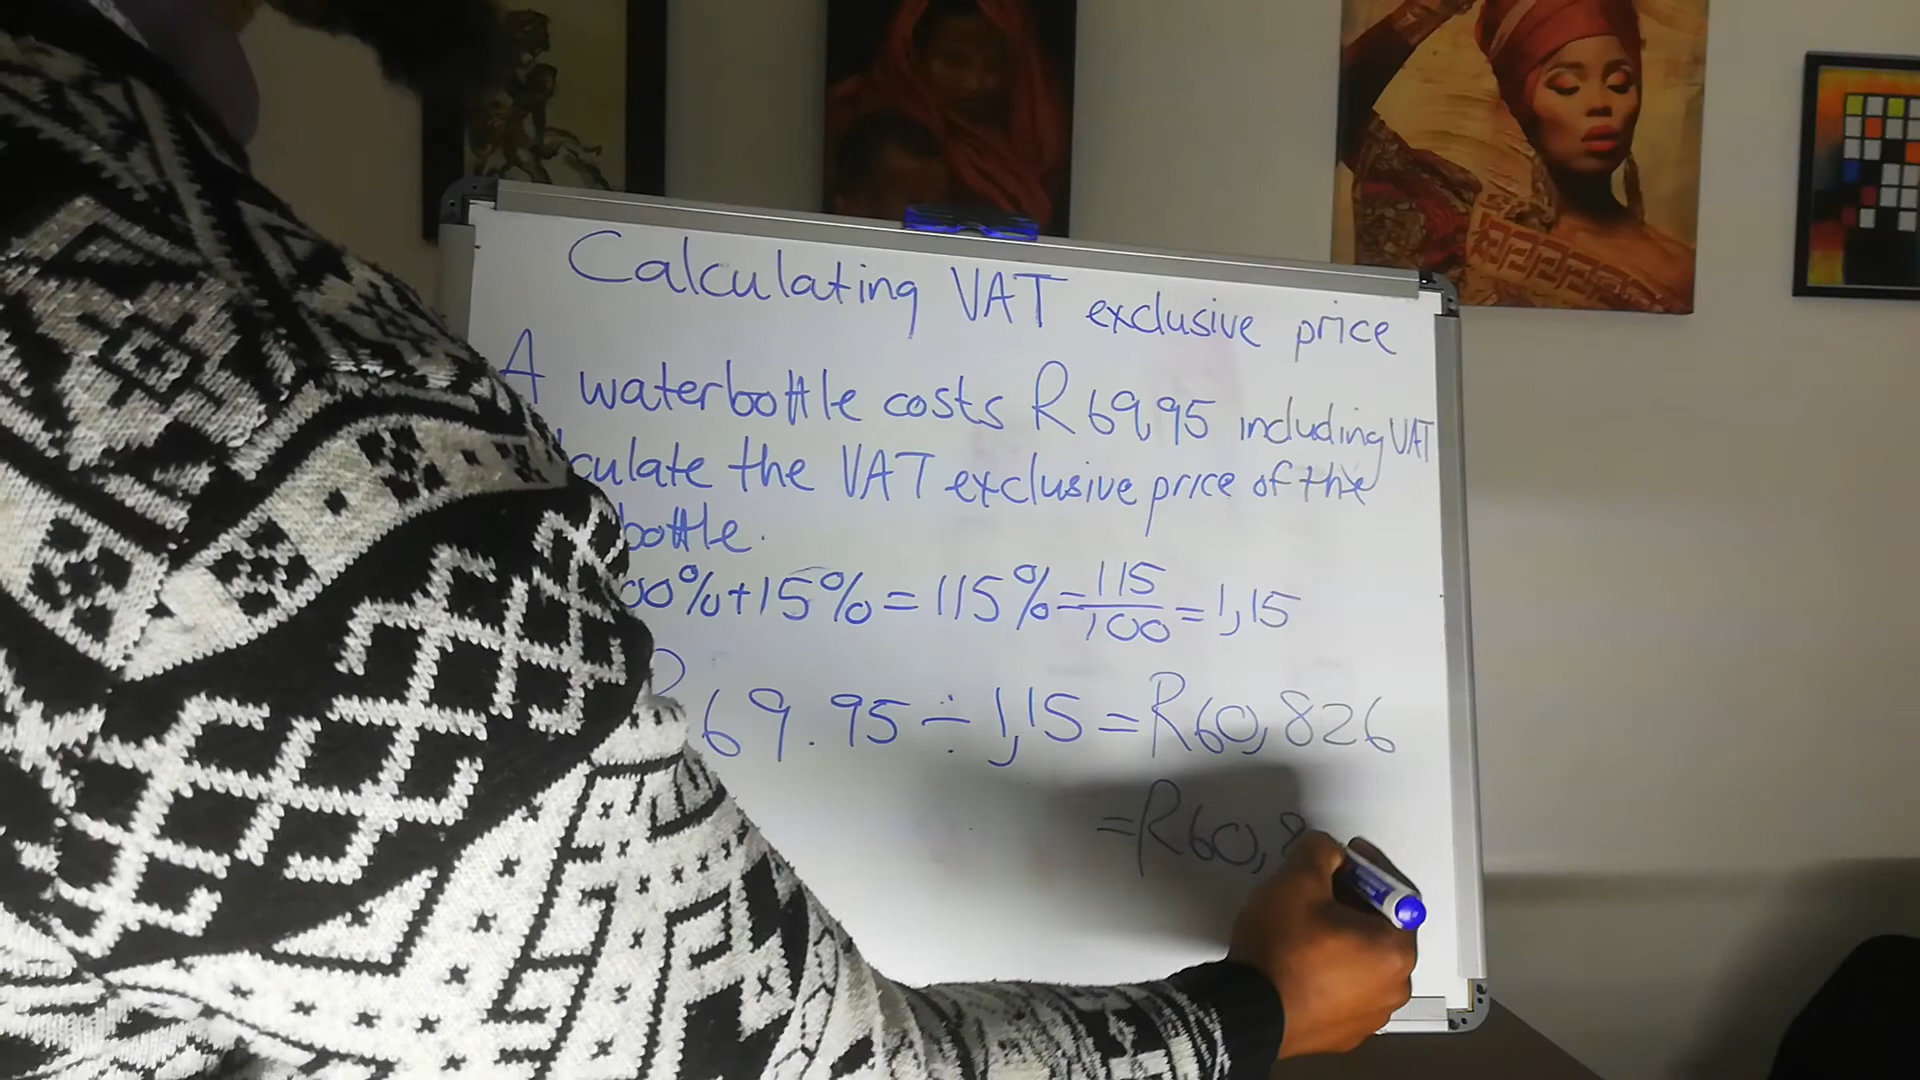 Calculating VAT exclusive price
A waterbottle costs R69,95 including VAT
culate the VAT exclusive price of the
bottle.
00%+15%=115%=115/100=1,15
69.95÷1,15=R60,826
=R60,8